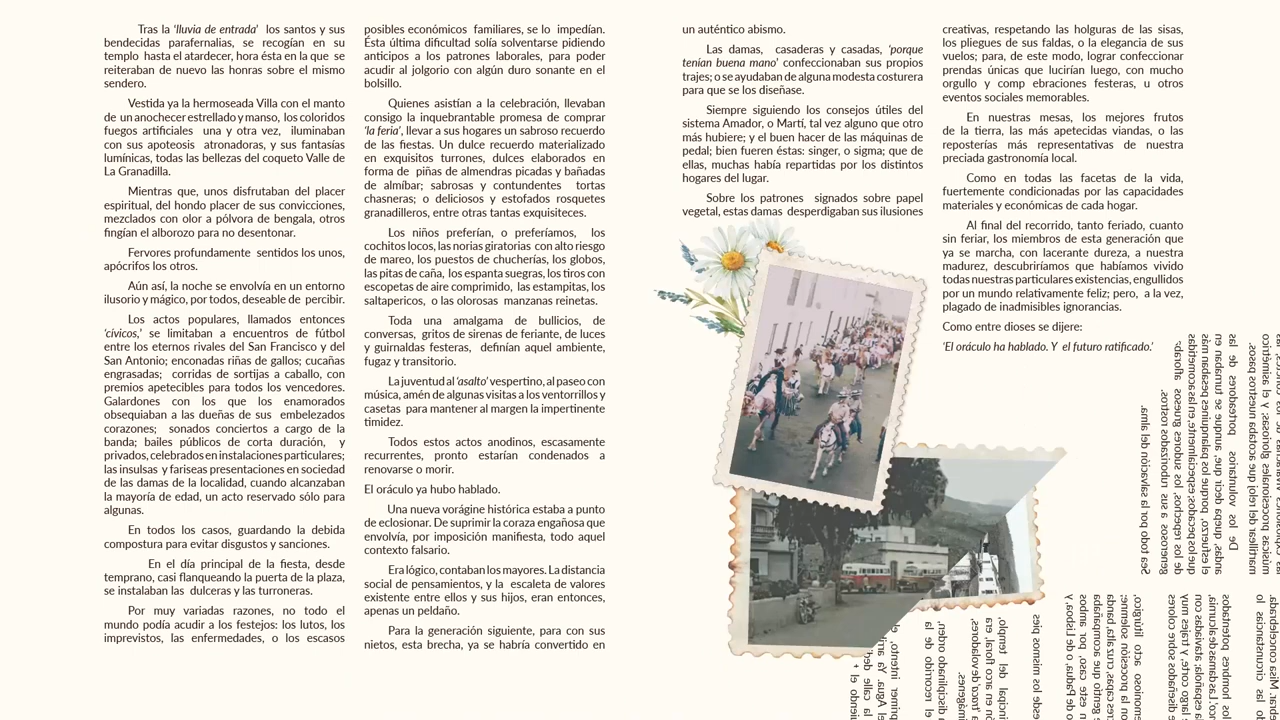 Tras la ‘lluvia de entrada’ los santos y sus
bendecidas parafernalias, se recogían en su
templo hasta el atardecer, hora ésta en la que se
reiteraban de nuevo las honras sobre el mismo
sendero.
Vestida ya la hermoseada Villa con el manto
de un anochecer estrellado y manso, los coloridos
fuegos artificiales una y otra vez, iluminaban
con sus apoteosis atronadoras, y sus fantasías
lumínicas, todas las bellezas del coqueto Valle de
La Granadilla.
Mientras que, unos disfrutaban del placer
espiritual, del hondo placer de sus convicciones,
mezclados con olor a pólvora de bengala, otros
fingían el alborozo para no desentonar.
Fervores profundamente sentidos los unos,
apócrifos los otros.
Aún así, la noche se envolvía en un entorno
ilusorio y mágico, por todos, deseable de percibir.
Los actos populares, llamados entonces
‘cívicos,’ se limitaban a encuentros de fútbol
entre los eternos rivales del San Francisco y del
San Antonio; enconadas riñas de gallos; cucañas
engrasadas; corridas de sortijas a caballo, con
premios apetecibles para todos los vencedores.
Galardones con los que los enamorados
obsequiaban a las dueñas de sus embelezados
corazones; sonados conciertos a cargo de la
banda; bailes públicos de corta duración, y
privados, celebrados en instalaciones particulares;
las insulsas y fariseas presentaciones en sociedad
de las damas de la localidad, cuando alcanzaban
la mayoría de edad, un acto reservado sólo para
algunas.
En todos los casos, guardando la debida
compostura para evitar disgustos y sanciones.
En el día principal de la fiesta, desde
temprano, casi flanqueando la puerta de la plaza,
se instalaban las dulceras y las turroneras.
Por muy variadas razones, no todo el
mundo podía acudir a los festejos: los lutos, los
imprevistos, las enfermedades, o los escasos
posibles económicos familiares, se lo impedían.
Ésta última dificultad solía solventarse pidiendo
anticipos a los patrones laborales, para poder
acudir al jolgorio con algún duro sonante en el
bolsillo.
Quienes asistían a la celebración, llevaban
consigo la inquebrantable promesa de comprar
‘la feria’, llevar a sus hogares un sabroso recuerdo
de las fiestas. Un dulce recuerdo materializado
en exquisitos turrones, dulces elaborados en
forma de piñas de almendras picadas y bañadas
de almíbar; sabrosas y contundentes tortas
chasneras; o deliciosos y estofados rosquetes
granadilleros, entre otras tantas exquisiteces.
Los niños preferían, o preferíamos, los
cochitos locos, las norias giratorias con alto riesgo
de mareo, los puestos de chucherías, los globos,
las pitas de caña, los espanta suegras, los tiros con
escopetas de aire comprimido, las estampitas, los
saltapericos, o las olorosas manzanas reinetas.
Toda una amalgama de bullicios, de
conversas, gritos de sirenas de feriante, de luces
y guirnaldas festeras, definían aquel ambiente,
fugaz y transitorio.
La juventud al ‘asalto’ vespertino, al paseo con
música, amén de algunas visitas a los ventorrillos y
casetas para mantener al margen la impertinente
timidez.
Todos estos actos anodinos, escasamente
recurrentes, pronto estarían condenados a
renovarse o morir.
El oráculo ya hubo hablado.
Una nueva vorágine histórica estaba a punto
de eclosionar. De suprimir la coraza engañosa que
envolvía, por imposición manifiesta, todo aquel
contexto falsario.
Era lógico, contaban los mayores. La distancia
social de pensamientos, y la escaleta de valores
existente entre ellos y sus hijos, eran entonces,
apenas un peldaño.
Para la generación siguiente, para con sus
nietos, esta brecha, ya se habría convertido en
un auténtico abismo.
Las damas, casaderas y casadas, ‘porque
tenían buena mano’ confeccionaban sus propios
trajes; o se ayudaban de alguna modesta costurera
para que se los diseñase.
Siempre siguiendo los consejos útiles del
sistema Amador, o Martí, tal vez alguno que otro
más hubiere; y el buen hacer de las máquinas de
pedal; bien fueren éstas: singer, o sigma; que de
ellas, muchas había repartidas por los distintos
hogares del lugar.
Sobre los patrones signados sobre papel
vegetal, estas damas desperdigaban sus ilusiones
creativas, respetando las holguras de las sisas,
los pliegues de sus faldas, o la elegancia de sus
vuelos; para, de este modo, lograr confeccionar
prendas únicas que lucirían luego, con mucho
orgullo y comp ebraciones festeras, u otros
eventos sociales memorables.
En nuestras mesas, los mejores frutos
de la tierra, las más apetecidas viandas, o las
reposterías más representativas de nuestra
preciada gastronomía local.
Como en todas las facetas de la vida,
fuertemente condicionadas por las capacidades
materiales y económicas de cada hogar.
Al final del recorrido, tanto feriado, cuanto
sin feriar, los miembros de esta generación que
ya se marcha, con lacerante dureza, a nuestra
madurez, descubriríamos que habíamos vivido
todas nuestras particulares existencias, engullidos
por un mundo relativamente feliz; pero, a la vez,
plagado de inadmisibles ignorancias.
Como entre dioses se dijere:
‘El oráculo ha hablado. Y el futuro ratificado.’
Sea todo por la salvación del alma.